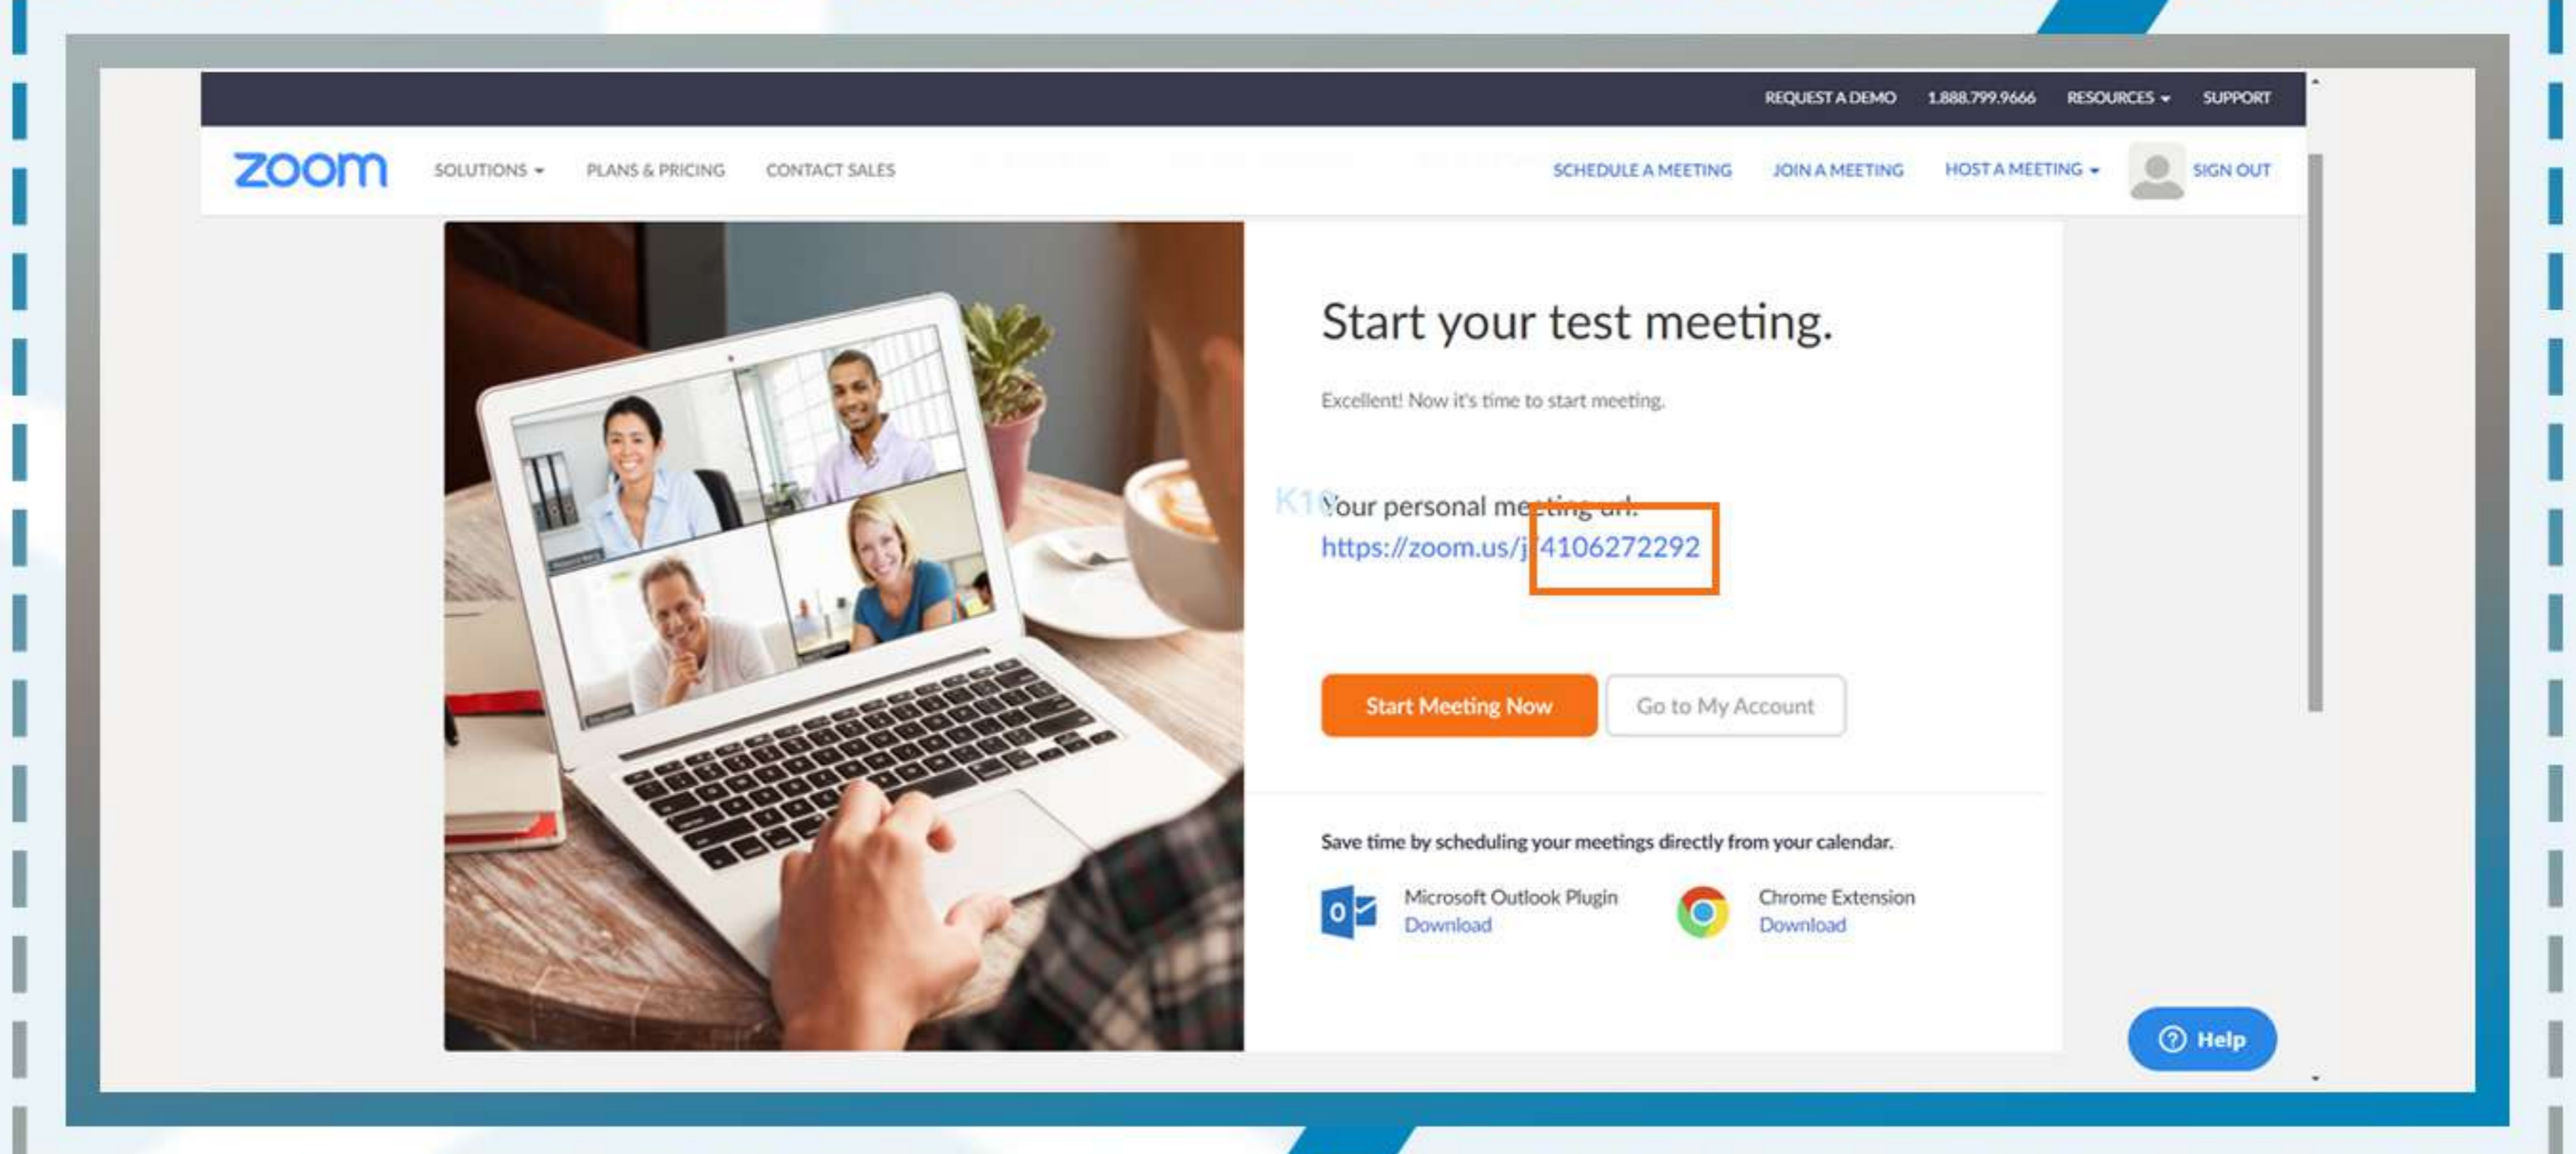 REQUEST A DEMO 1.888.799.9666 RESOURCES SUPPORT
zoom SOLUTIONS PLANS & PRICING CONTACT SALES SCHEDULE A MEETING JOIN A MEETING HOST A MEETING SIGN OUT
Start your test meeting.
Excellent! Now it's time to start meeting.
K10
Your personal meeting url:
https://zoom.us/j/4106272292
Start Meeting Now Go to My Account
Save time by scheduling your meetings directly from your calendar.
Microsoft Outlook Plugin Chrome Extension
Download Download
Help